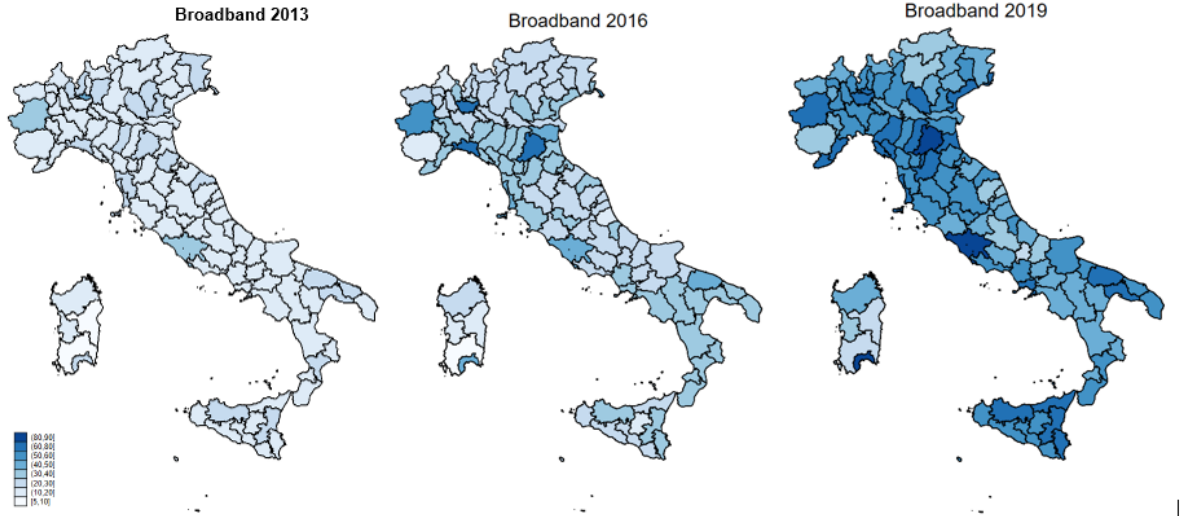 Broadband 2013
Broadband 2016
Broadband 2019
(80,90]
(60,80]
(50,60]
(40,50]
(30,40]
(20,30]
(10,20]
[5,10]